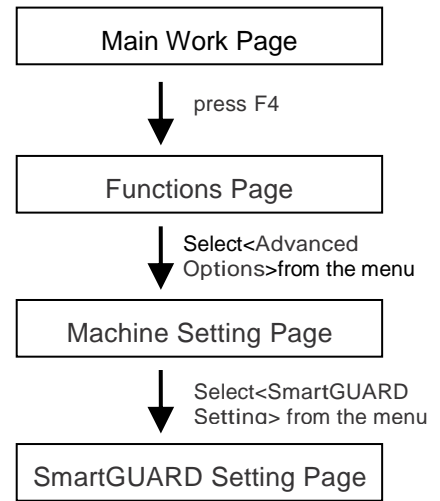 Main Work Page
press F4
Functions Page
Select<Advanced
Options>from the menu
Machine Setting Page
Select<SmartGUARD
Setting> from the menu
SmartGUARD Setting Page